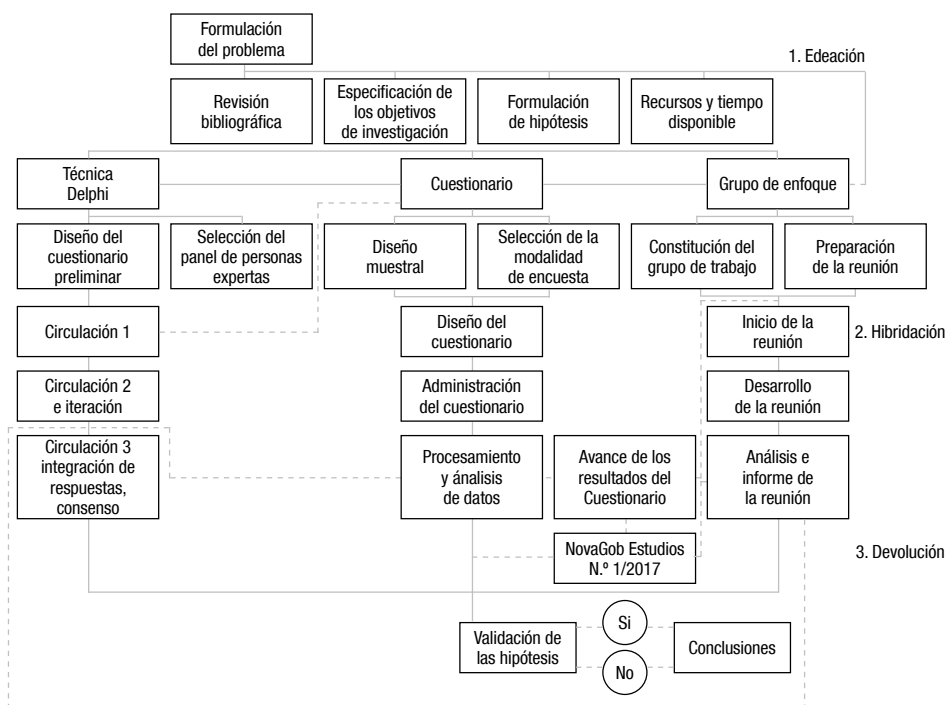 Formulación
del problema
1. Edeación
Revisión
bibliográfica
Especificación de
los objetivos
de investigación
Formulación
de hipótesis
Recursos y tiempo
disponible
Técnica
Delphi
Cuestionario
Grupo de enfoque
Diseño del
cuestionario
preliminar
Selección del
panel de personas
expertas
Diseño
muestral
Selección de la
modalidad
de encuesta
Constitución del
grupo de trabajo
Preparación
de la reunión
Circulación 1
Diseño del
cuestionario
Inicio de la
reunión
2. Hibridación
Circulación 2
e iteración
Administración
del cuestionario
Desarrollo
de la reunión
Circulación 3
integración de
respuestas,
consenso
Procesamiento
y ánalisis
de datos
Avance de los
resultados del
Cuestionario
Análisis e
informe de
la reunión
NovaGob Estudios
N.º 1/2017
3. Devolución
Validación de
las hipótesis
Si
No
Conclusiones